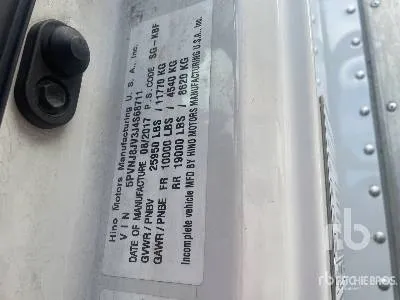 Hino Motors Manufacturing U. S. A., Inc.
V I N 5PVNJ8JV3J4S68711
DATE OF MANUFACTURE 08/2017 P.S.CODE SG-KBF
GVWR / PNBV 25950 LBS / 11770 KG
GAWR / PNBE FR 10000 LBS / 4540 KG
RR 19000 LBS / 8620 KG
Incomplete vehicle MFD BY HINO MOTORS MANUFACTURING U.S.A., Inc.
rb
RITCHIE BROS